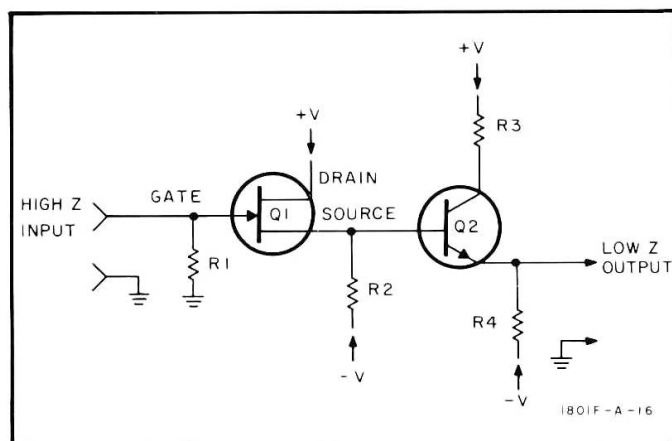 +V
R3
+V
DRAIN
HIGH Z
INPUT
GATE
Q1
SOURCE
Q2
R1
R2
LOW Z
OUTPUT
R4
-V
-V
1801F-A-16